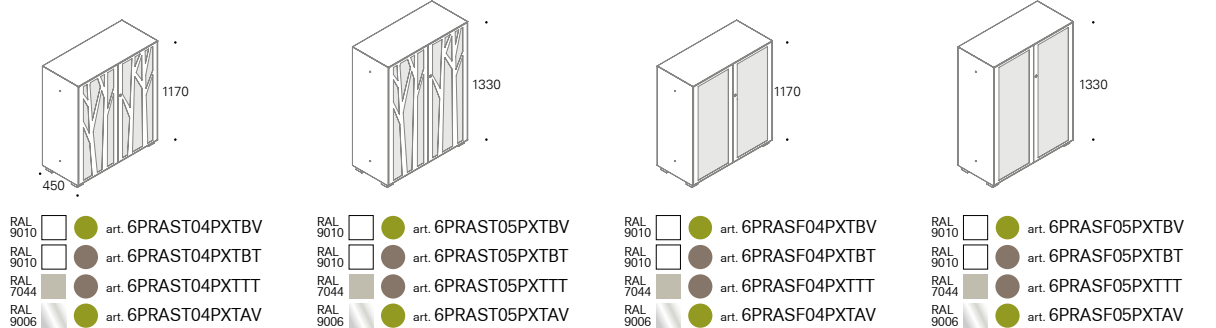 1170
450
RAL 9010 art. 6PRAST04PXTBV
RAL 9010 art. 6PRAST04PXTBT
RAL 7044 art. 6PRAST04PXTTT
RAL 9006 art. 6PRAST04PXTAV
1330
RAL 9010 art. 6PRAST05PXTBV
RAL 9010 art. 6PRAST05PXTBT
RAL 7044 art. 6PRAST05PXTTT
RAL 9006 art. 6PRAST05PXTAV
1170
RAL 9010 art. 6PRASF04PXTBV
RAL 9010 art. 6PRASF04PXTBT
RAL 7044 art. 6PRASF04PXTTT
RAL 9006 art. 6PRASF04PXTAV
1330
RAL 9010 art. 6PRASF05PXTBV
RAL 9010 art. 6PRASF05PXTBT
RAL 7044 art. 6PRASF05PXTTT
RAL 9006 art. 6PRASF05PXTAV